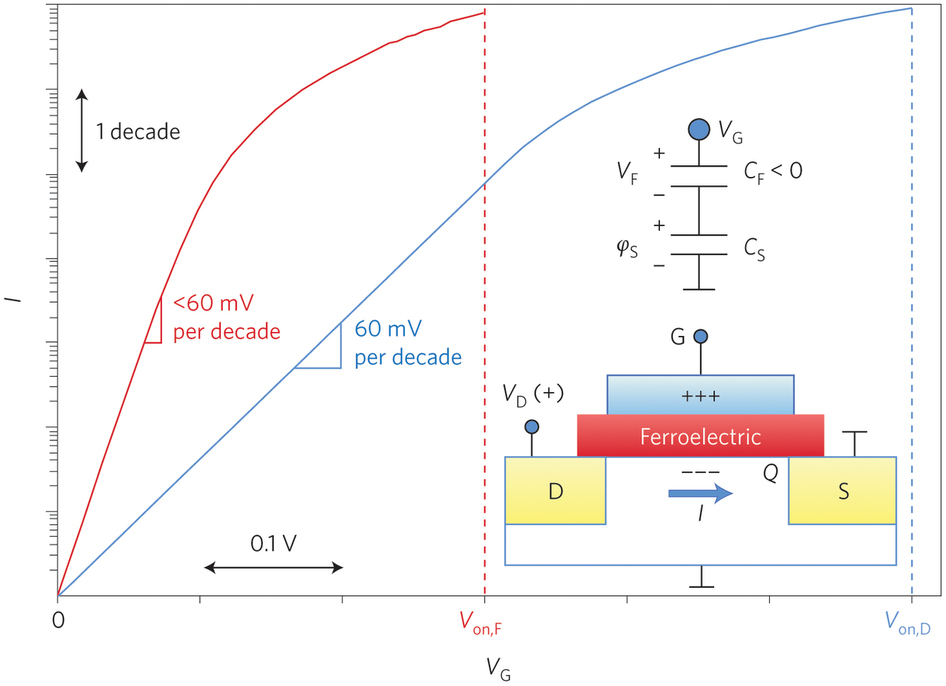 1 decade
I
<60 mV
per decade
60 mV
per decade
0.1 V
0
V_on,F
V_on,D
V_G
V_G
+
V_F
C_F < 0
−
+
φ_S
C_S
−
G
+++
V_D (+)
Ferroelectric
D
---
Q
S
I